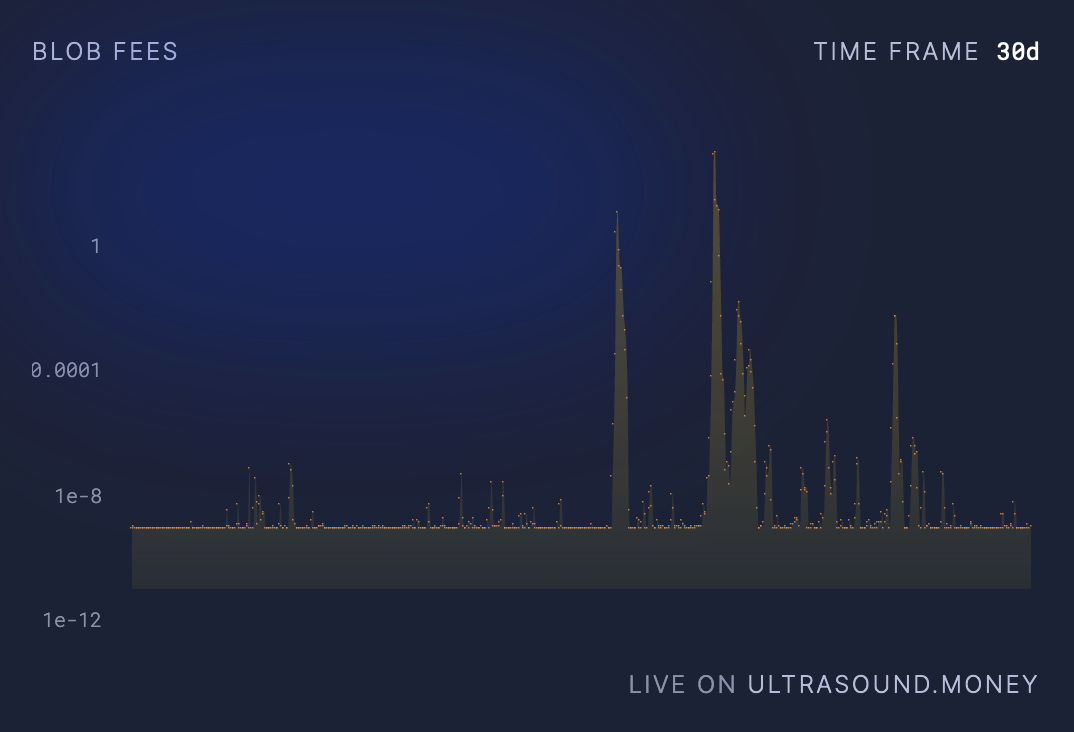 BLOB FEES
TIME FRAME 30d
1
0.0001
1e-8
1e-12
LIVE ON ULTRASOUND.MONEY